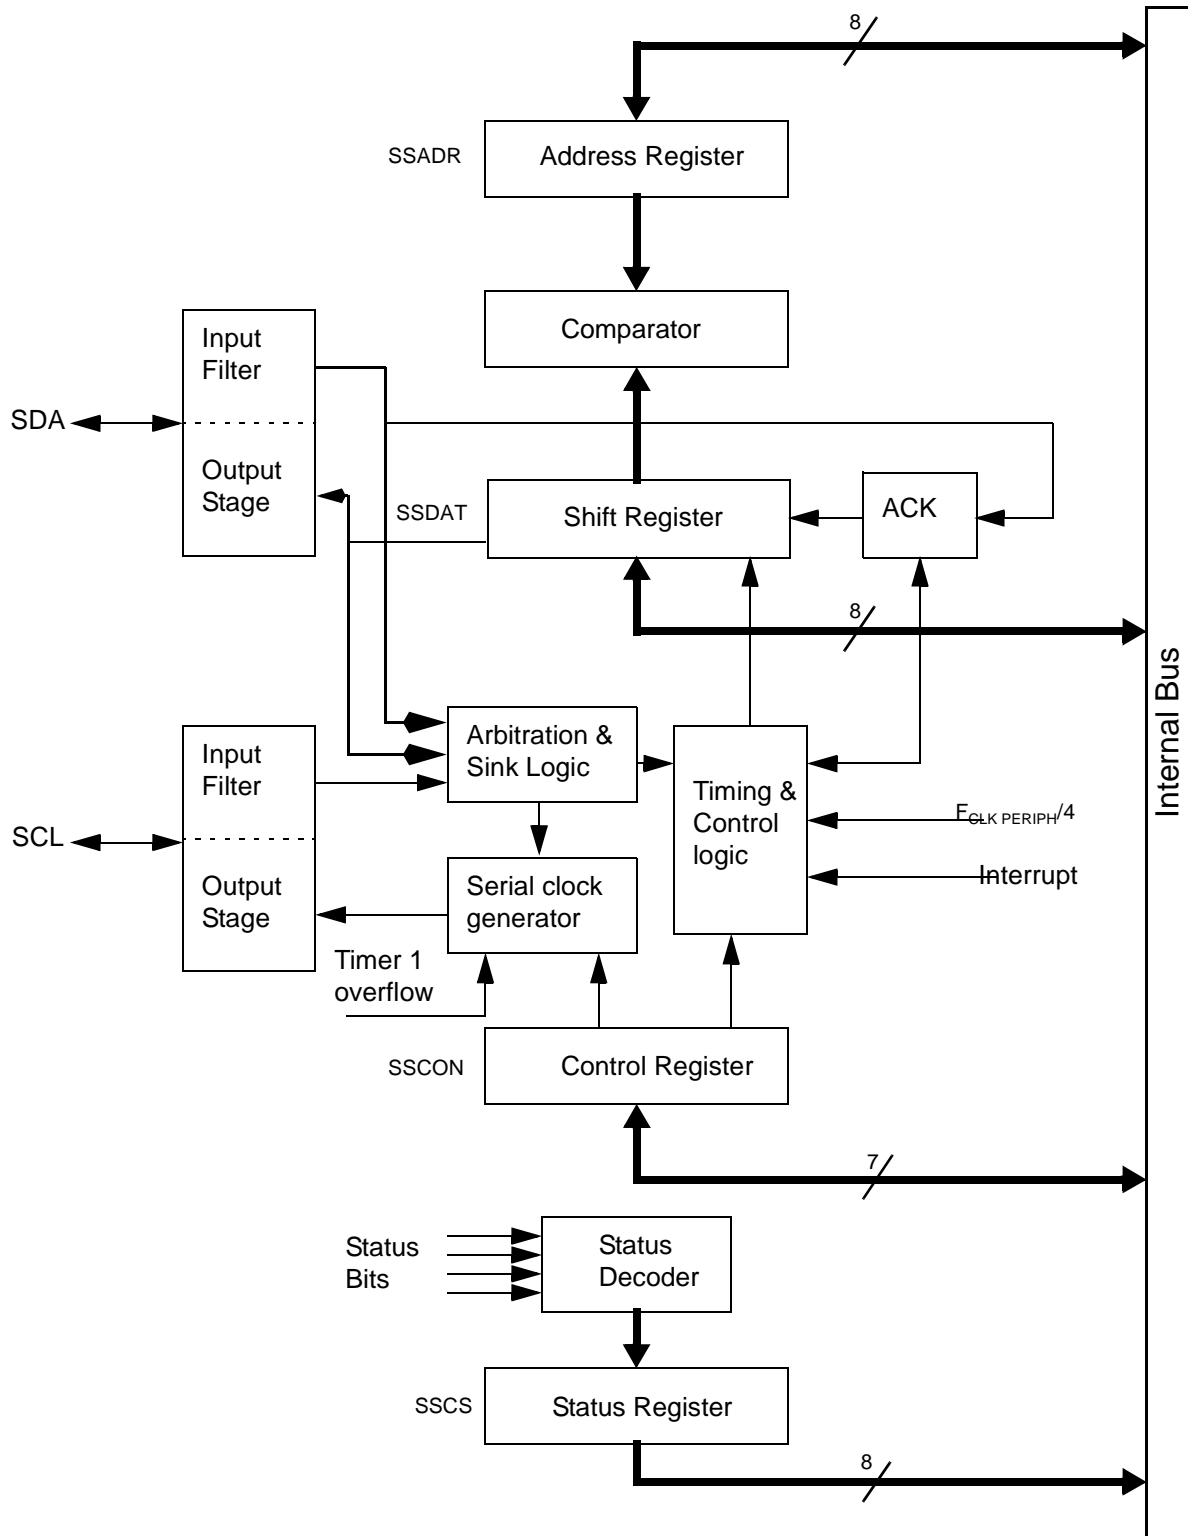 8
SSADR
Address Register
Comparator
Input
Filter
SDA
Output
Stage
SSDAT
Shift Register
ACK
8
Internal Bus
Input
Filter
Arbitration &
Sink Logic
Timing &
Control
logic
FCLK PERIPH/4
SCL
Interrupt
Output
Stage
Serial clock
generator
Timer 1
overflow
SSCON
Control Register
7
Status
Bits
Status
Decoder
SSCS
Status Register
8